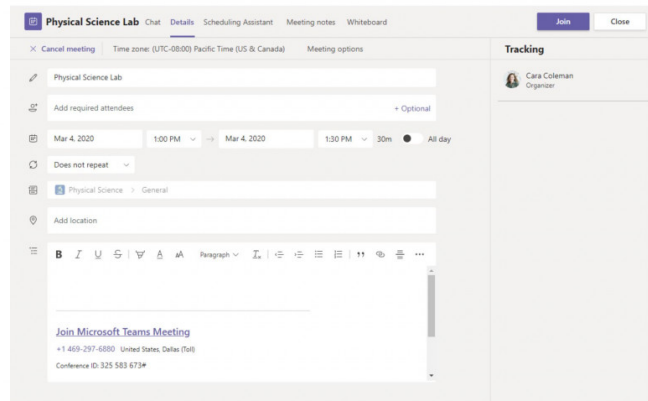 Physical Science Lab Chat Details Scheduling Assistant Meeting notes Whiteboard Join Close
Cancel meeting Time zone: (UTC-08:00) Pacific Time (US & Canada) Meeting options Tracking
Physical Science Lab
Cara Coleman
Organizer
Add required attendees + Optional
Mar 4, 2020 1:00 PM → Mar 4, 2020 1:30 PM 30m All day
Does not repeat
Physical Science > General
Add location
B I U S A AA Paragraph
Join Microsoft Teams Meeting
+1 469-297-6880 United States, Dallas (Toll)
Conference ID: 325 583 673#